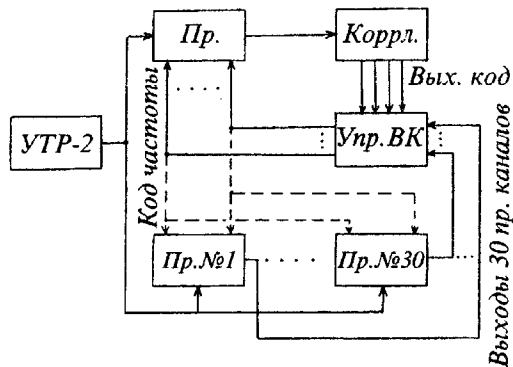 Пр.
Коррл.
Вых. код
УТР-2
Код частоты
Упр.ВК
Пр.№1
Пр.№30
Выходы 30 пр. каналов